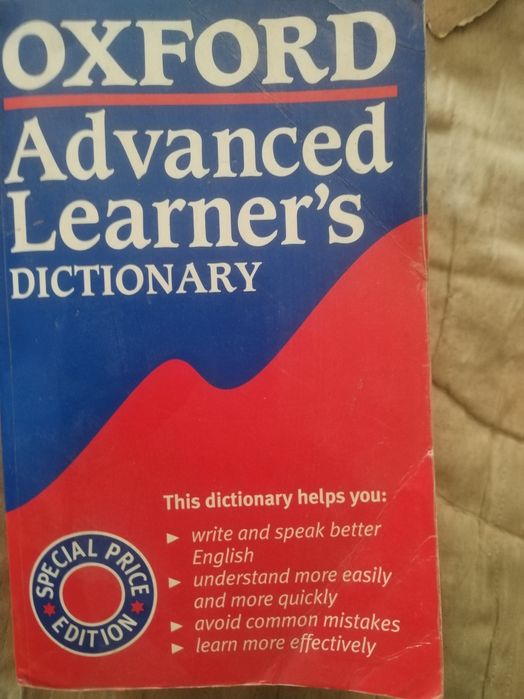 OXFORD
Advanced
Learner's
DICTIONARY
This dictionary helps you:
► write and speak better
English
► understand more easily
and more quickly
► avoid common mistakes
► learn more effectively
SPECIAL PRICE
EDITION